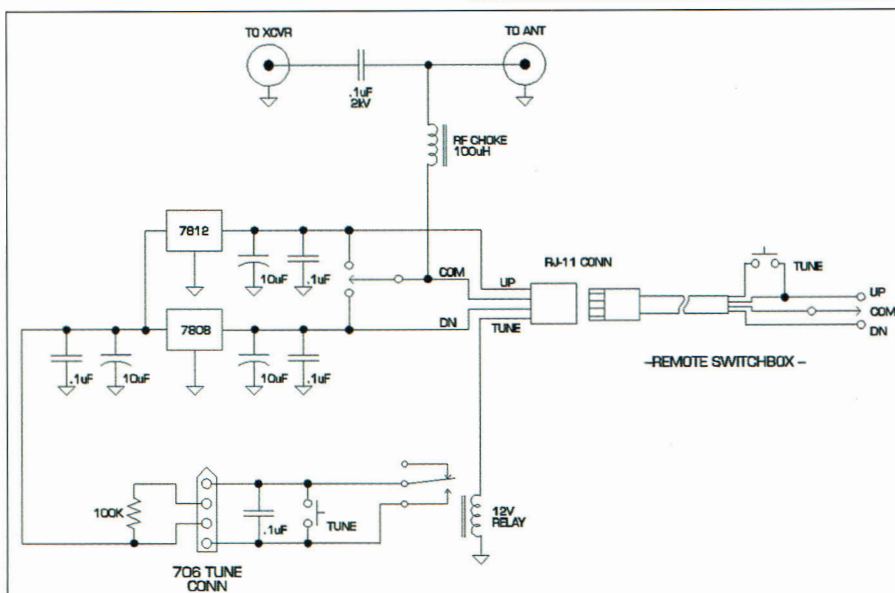 TO XCVR
TO ANT
.1uF
2kV
RF CHOKE
100uH
7812
10uF
.1uF
COM
UP
RJ-11 CONN
TUNE
UP
COM
DN
7808
DN
TUNE
.1uF
10uF
10uF
.1uF
-REMOTE SWITCHBOX -
100K
.1uF
TUNE
12V
RELAY
706 TUNE
CONN